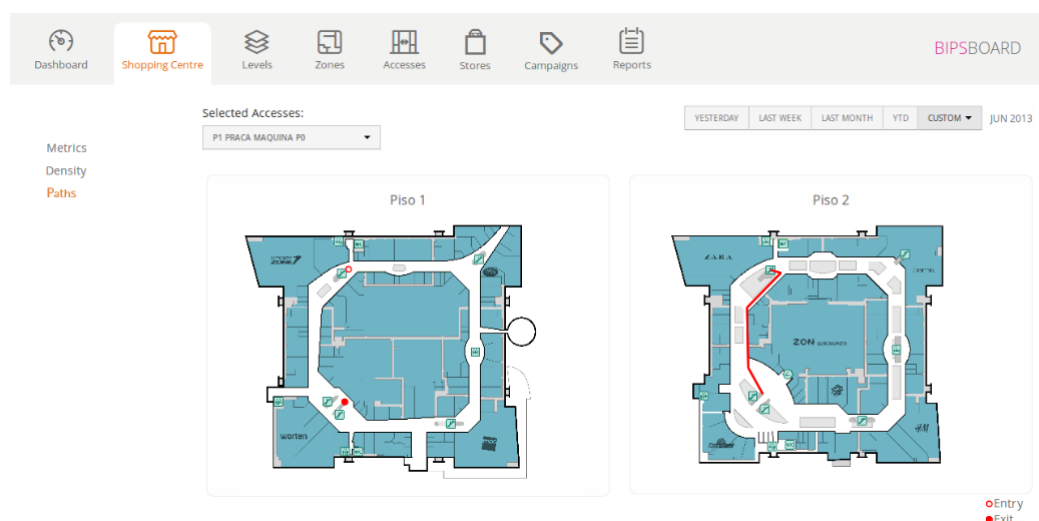 Dashboard
Shopping Centre
Levels
Zones
Accesses
Stores
Campaigns
Reports
BIPSBOARD
Selected Accesses:
P1 PRACA MAQUINA P0
YESTERDAY
LAST WEEK
LAST MONTH
YTD
CUSTOM
JUN 2013
Metrics
Density
Paths
Piso 1
Piso 2
ZONE
worten
ZARA
ZON
H&M
Entry
Exit